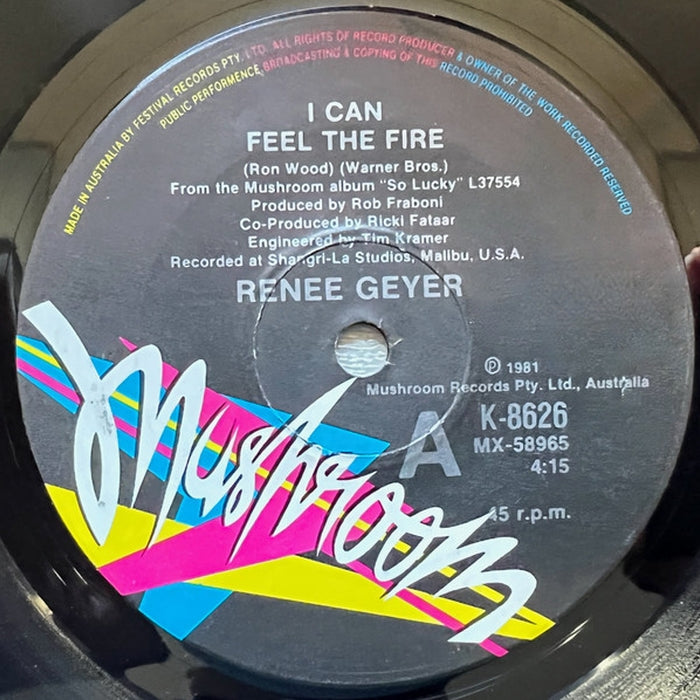 MADE IN AUSTRALIA BY FESTIVAL RECORDS PTY. LTD. ALL RIGHTS OF RECORD PRODUCER & OWNER OF THE WORK RECORDED RESERVED
PUBLIC PERFORMENCE, BROADCASTING & COPYING OF THIS RECORD PROHIBITED
I CAN
FEEL THE FIRE
(Ron Wood) (Warner Bros.)
From the Mushroom album "So Lucky" L37554
Produced by Rob Fraboni
Co-Produced by Ricki Fataar
Engineered by Tim Kramer
Recorded at Shangri-La Studios, Malibu, U.S.A.
RENEE GEYER
℗ 1981
Mushroom Records Pty. Ltd., Australia
A
K-8626
MX-58965
4:15
45 r.p.m.
Mushroom